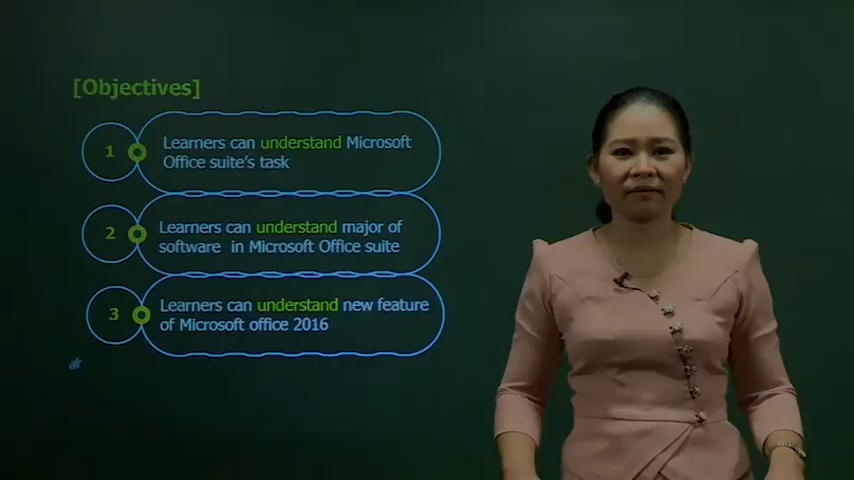 [Objectives]
1
Learners can understand Microsoft
Office suite's task
2
Learners can understand major of
software in Microsoft Office suite
3
Learners can understand new feature
of Microsoft office 2016